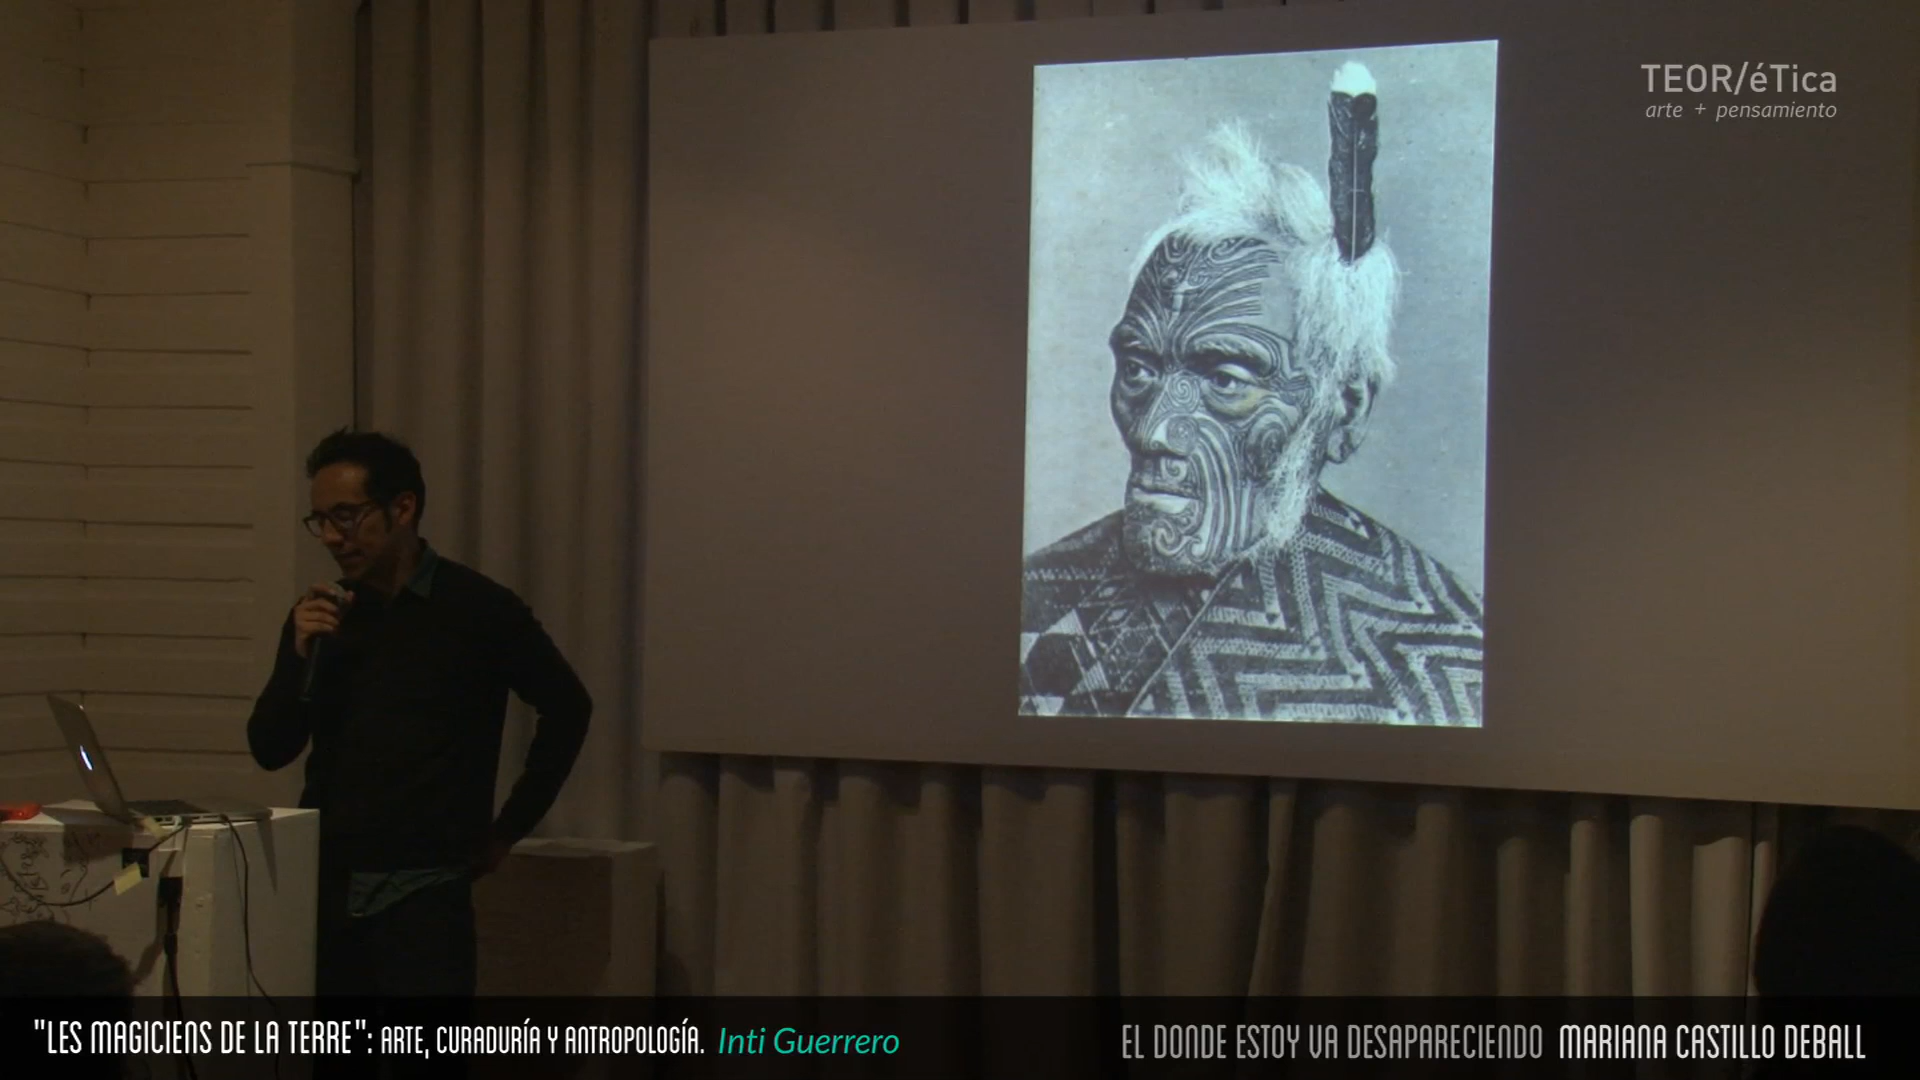 TEOR/éTica
arte + pensamiento
"LES MAGICIENS DE LA TERRE": ARTE, CURADURÍA Y ANTROPOLOGÍA. Inti Guerrero
EL DONDE ESTOY VA DESAPARECIENDO MARIANA CASTILLO DEBALL